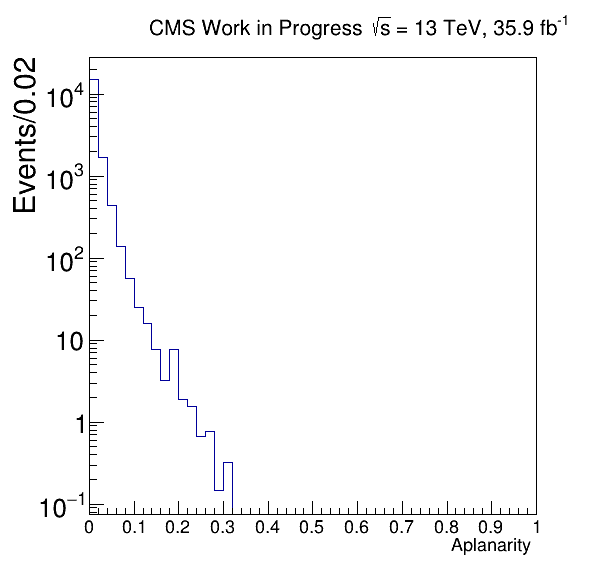 CMS Work in Progress √s = 13 TeV, 35.9 fb⁻¹
Events/0.02
10⁴
10³
10²
10
1
10⁻¹
0 0.1 0.2 0.3 0.4 0.5 0.6 0.7 0.8 0.9 1
Aplanarity